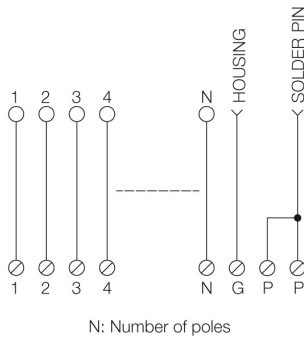 HOUSING
SOLDER PIN
1 2 3 4 N
1 2 3 4 N G P P
N: Number of poles